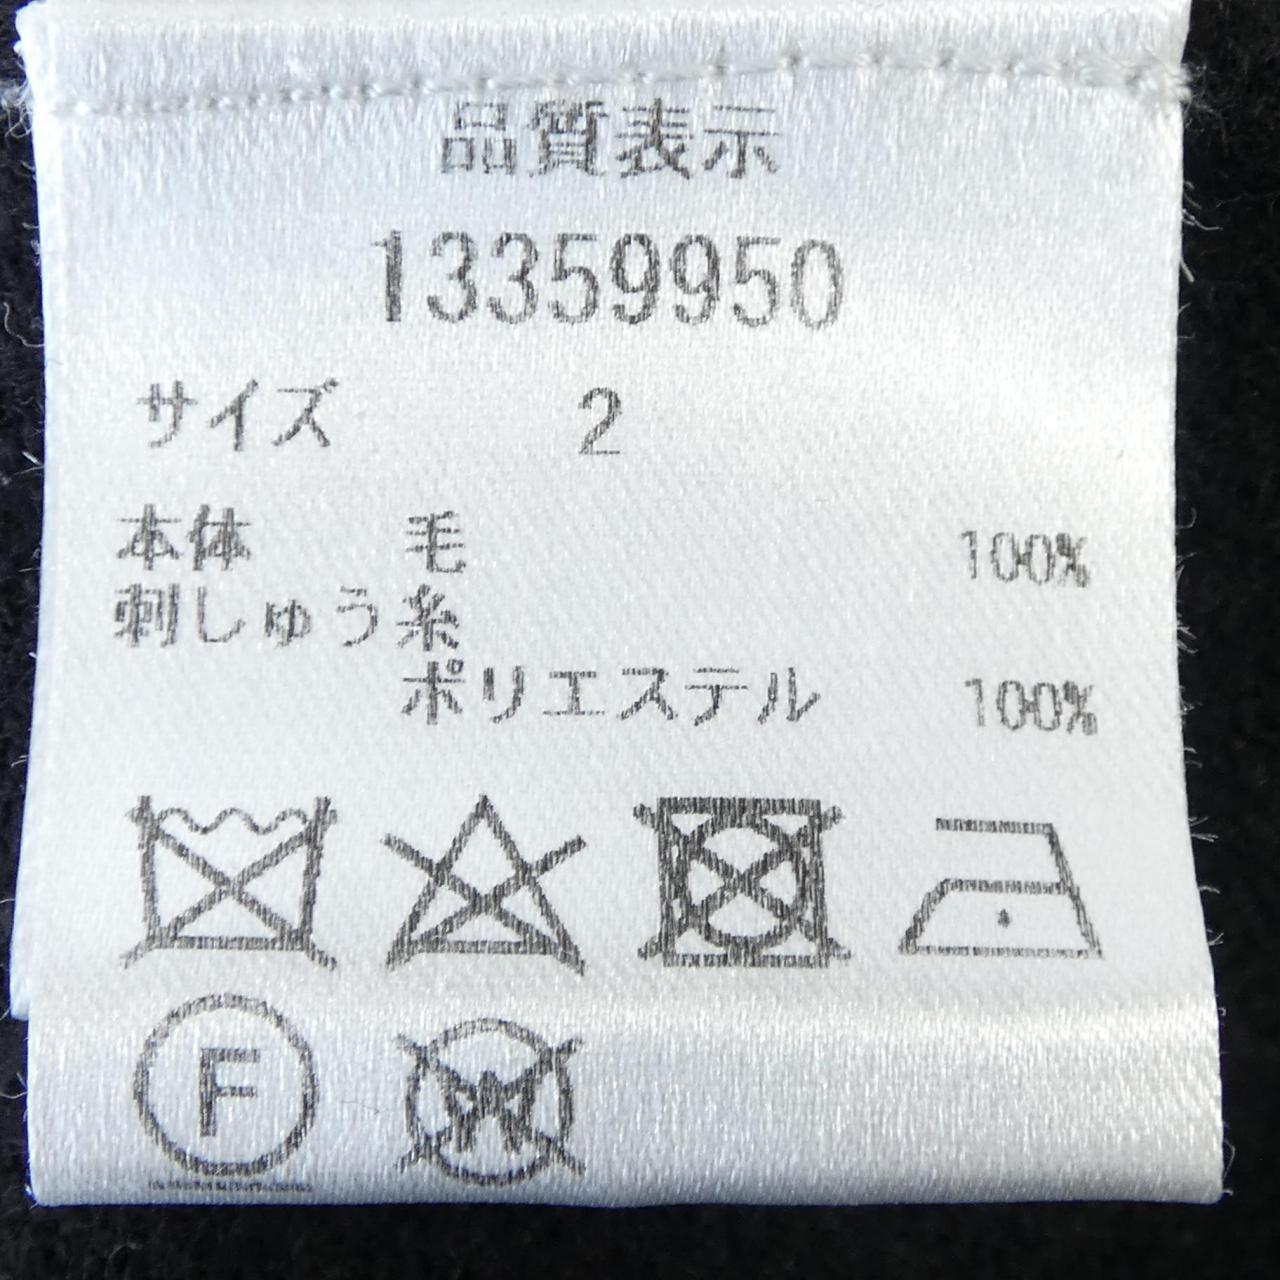 品質表示
13359950
サイズ 2
本体 毛 100%
刺しゅう糸
ポリエステル 100%
F
W